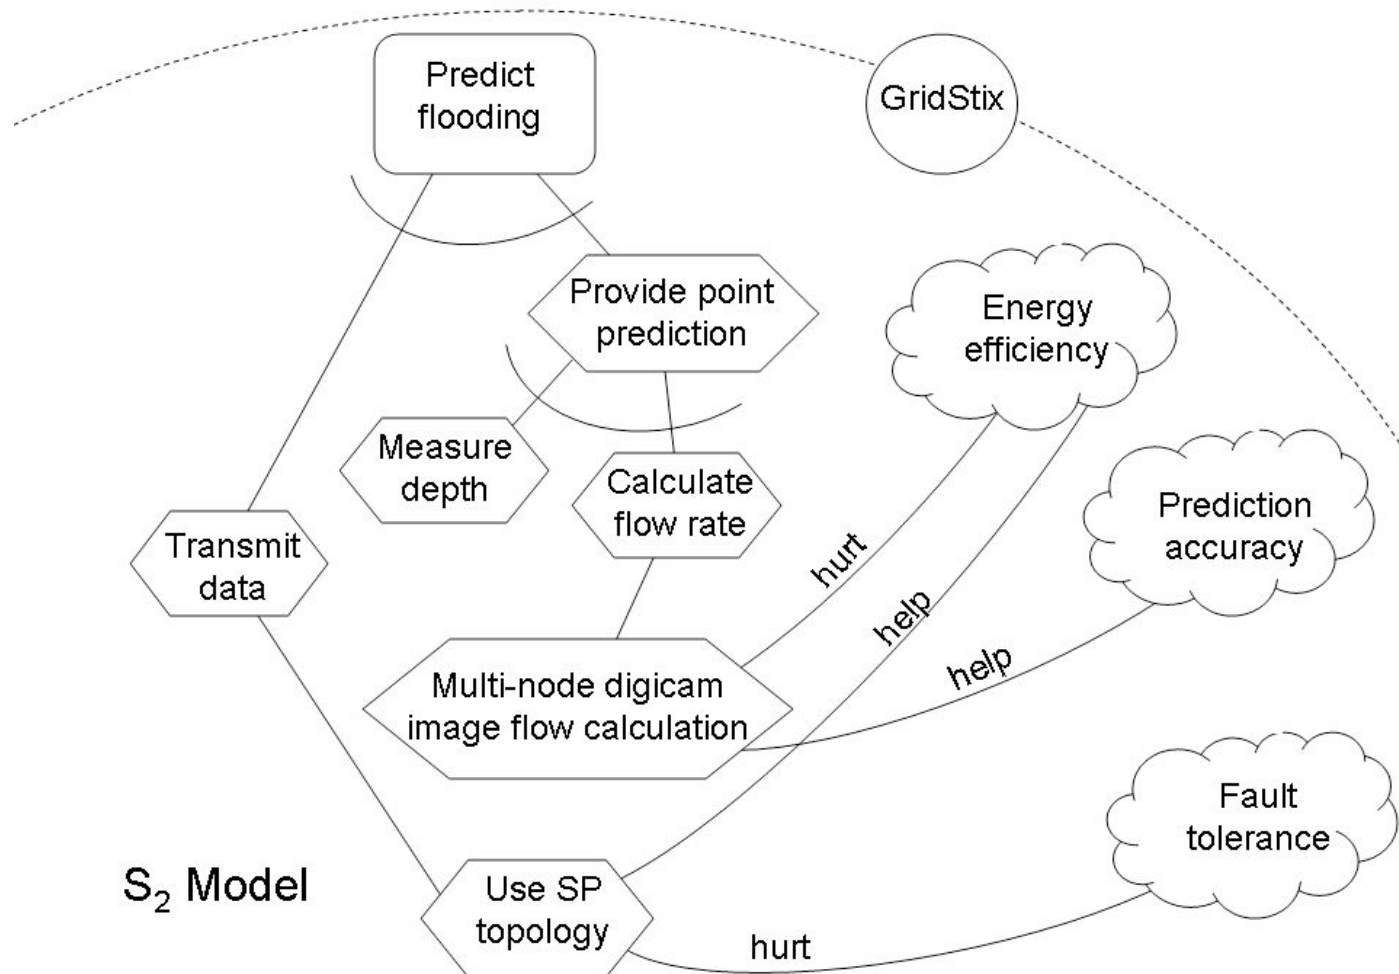 Predict
flooding
GridStix
Provide point
prediction
Energy
efficiency
Measure
depth
Calculate
flow rate
Prediction
accuracy
Transmit
data
hurt
help
help
Multi-node digicam
image flow calculation
Fault
tolerance
S₂ Model
Use SP
topology
hurt